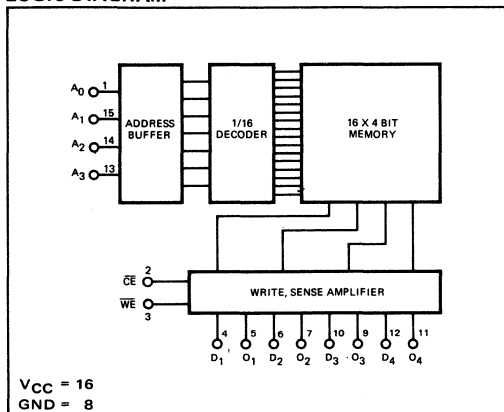 A0 1
A1 15
A2 14
A3 13
ADDRESS
BUFFER
1/16
DECODER
16 X 4 BIT
MEMORY
CE 2
WE 3
WRITE, SENSE AMPLIFIER
4 5 6 7 10 9 12 11
D1 O1 D2 O2 D3 O3 D4 O4
VCC = 16
GND = 8